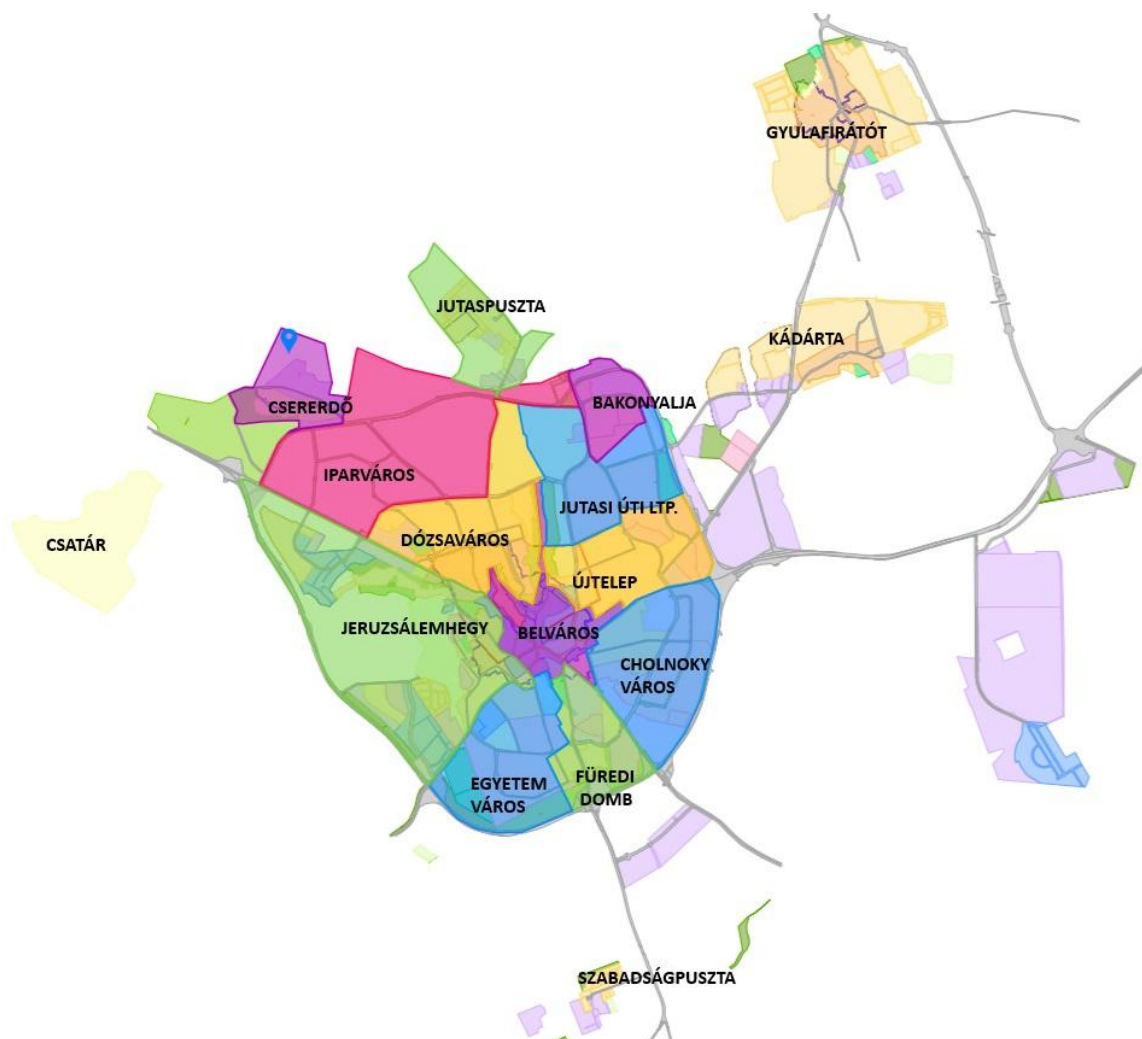 GYULAFIRÁTÓT
JUTASPUSZTA
KÁDÁRTA
CSERERDŐ
BAKONYALJA
IPARVÁROS
JUTASI ÚTI LTP.
CSATÁR
DÓZSAVÁROS
ÚJTELEP
JERUZSÁLEMHEGY
BELVÁROS
CHOLNOKY
VÁROS
EGYETEM
VÁROS
FÜREDI
DOMB
SZABADSÁGPUSZTA